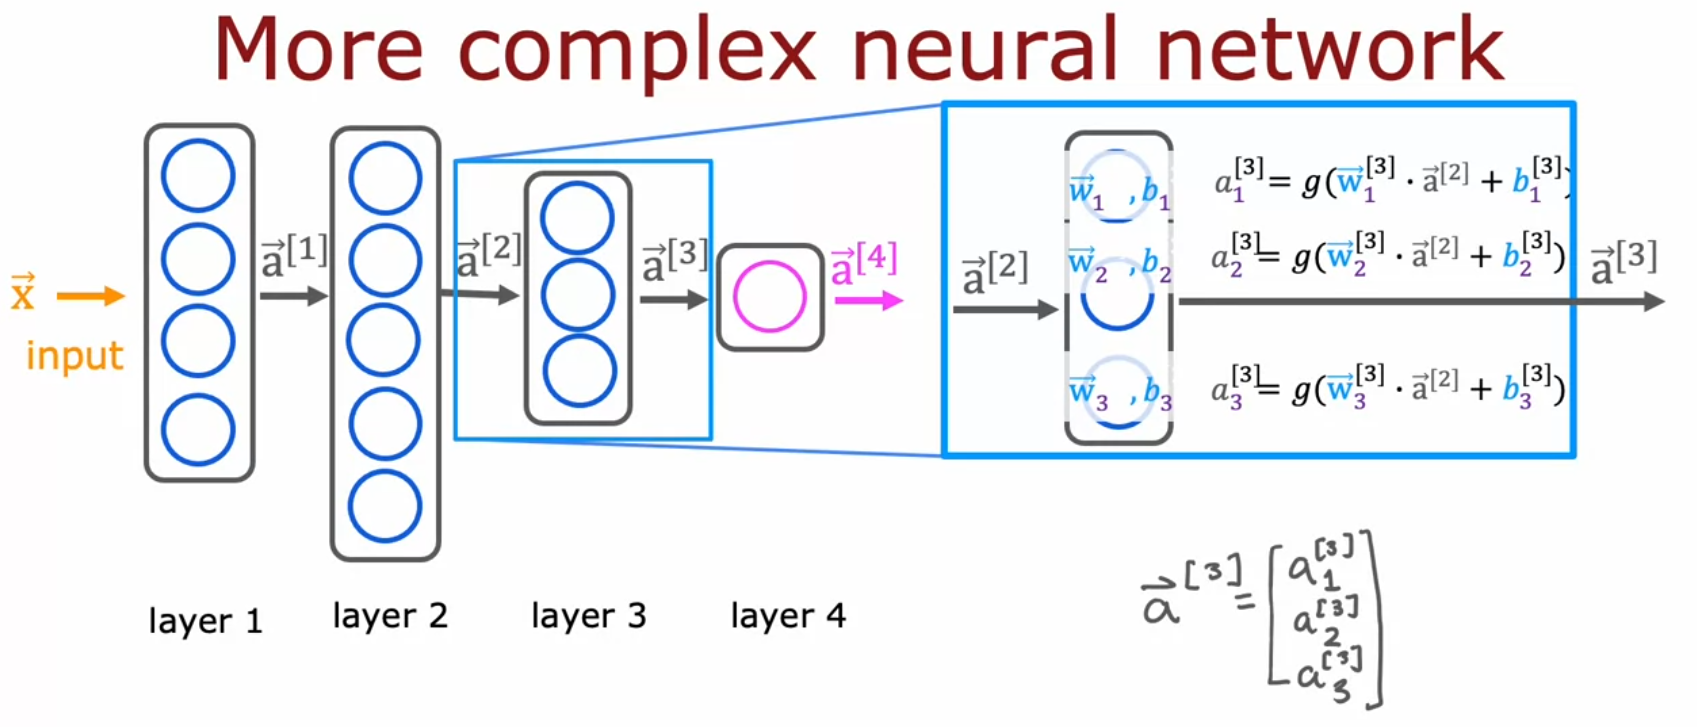 More complex neural network
x⃗
input
a⃗[1]
a⃗[2]
a⃗[3]
a⃗[4]
layer 1
layer 2
layer 3
layer 4
a⃗[2]
w⃗1 , b1
w⃗2 , b2
w⃗3 , b3
a1[3] = g(w⃗1[3] · a⃗[2] + b1[3])
a2[3] = g(w⃗2[3] · a⃗[2] + b2[3])
a3[3] = g(w⃗3[3] · a⃗[2] + b3[3])
a⃗[3]
a⃗[3] = [a1[3]
a2[3]
a3[3]]